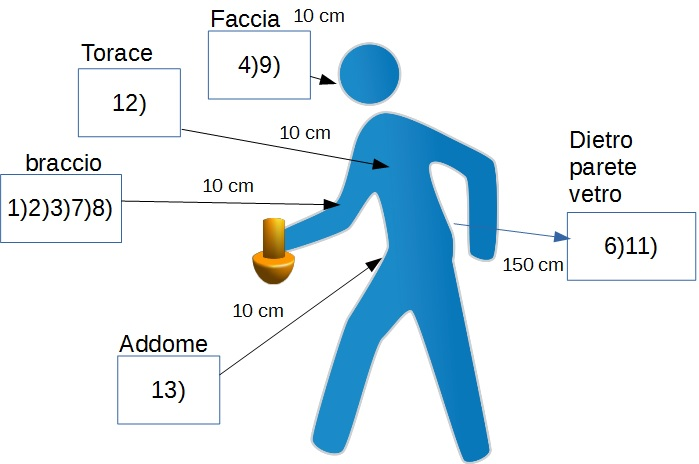 Faccia 10 cm
4)9)
Torace
12)
10 cm
braccio
1)2)3)7)8)
10 cm
Dietro
parete
vetro
6)11)
150 cm
10 cm
Addome
13)